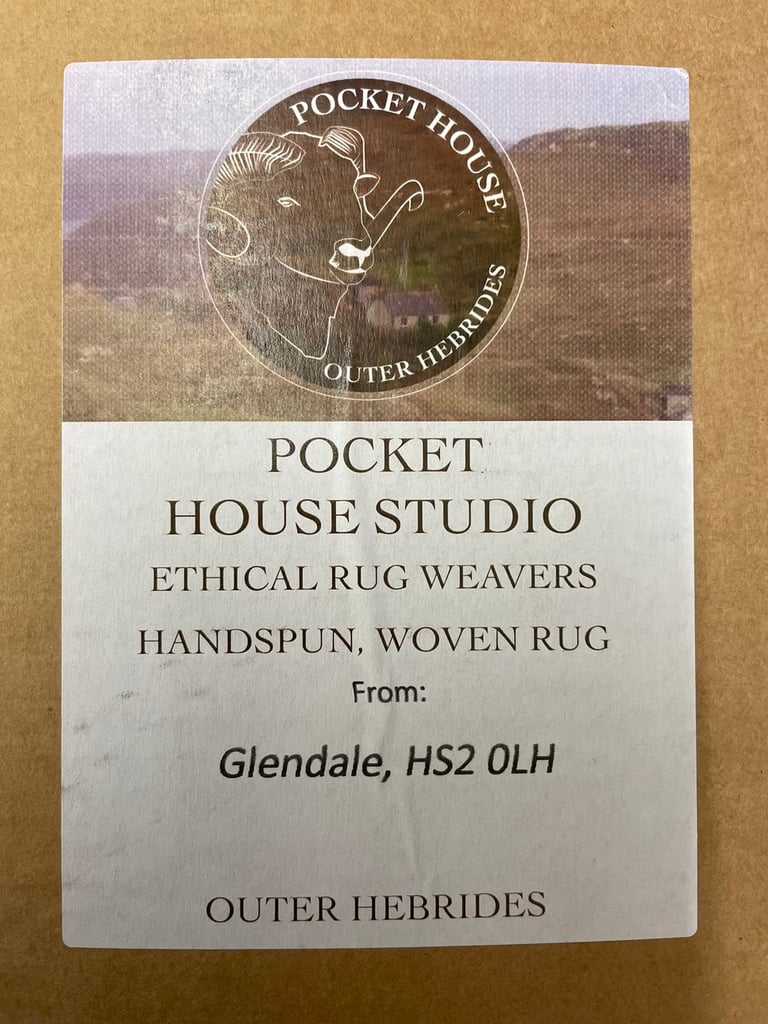 POCKET HOUSE
OUTER HEBRIDES
POCKET
HOUSE STUDIO
ETHICAL RUG WEAVERS
HANDSPUN, WOVEN RUG
From:
Glendale, HS2 0LH
OUTER HEBRIDES